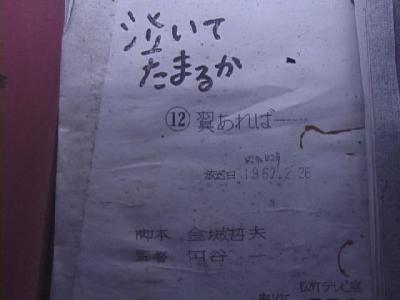 泣いて
たまるか
⑫ 翼あれば……
放送日 1967.2.26
脚本 金城哲夫
監督 円谷 一
松竹テレビ室